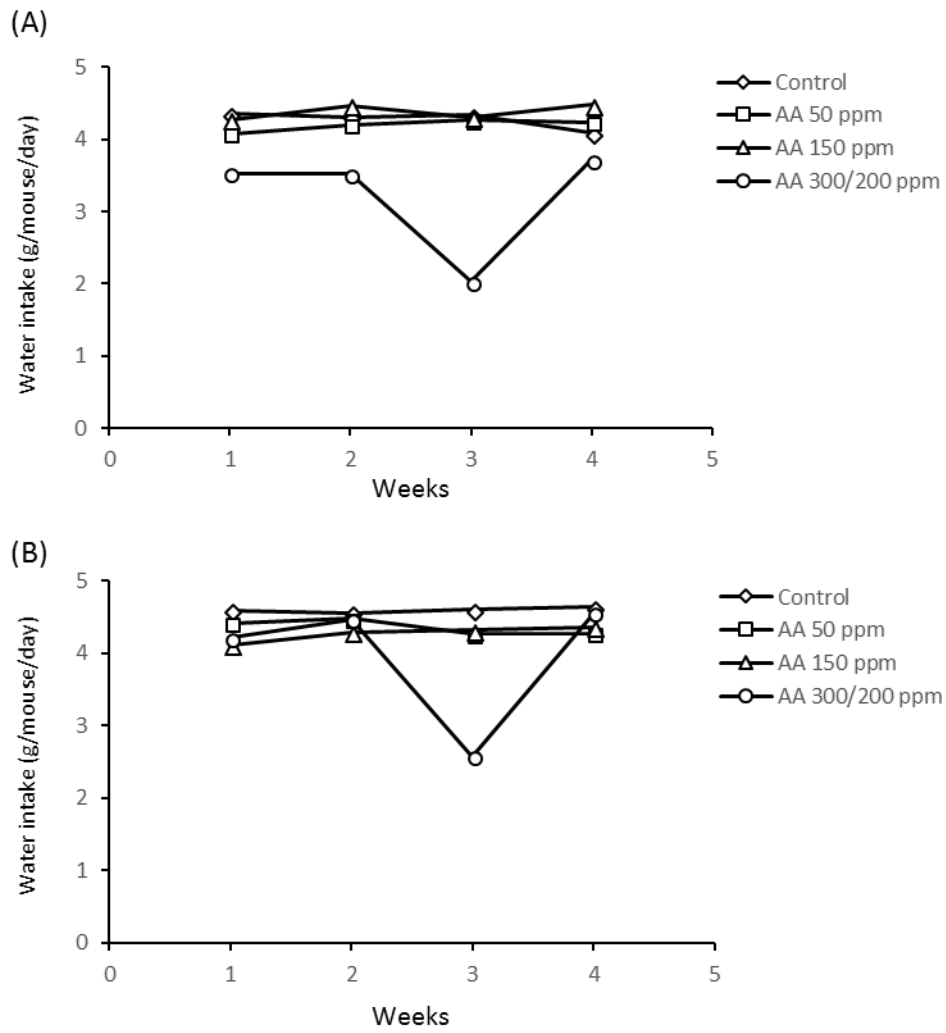 (A)
5
4
3
2
1
0
Water intake (g/mouse/day)
0 1 2 3 4 5
Weeks
Control
AA 50 ppm
AA 150 ppm
AA 300/200 ppm
(B)
5
4
3
2
1
0
Water intake (g/mouse/day)
0 1 2 3 4 5
Weeks
Control
AA 50 ppm
AA 150 ppm
AA 300/200 ppm